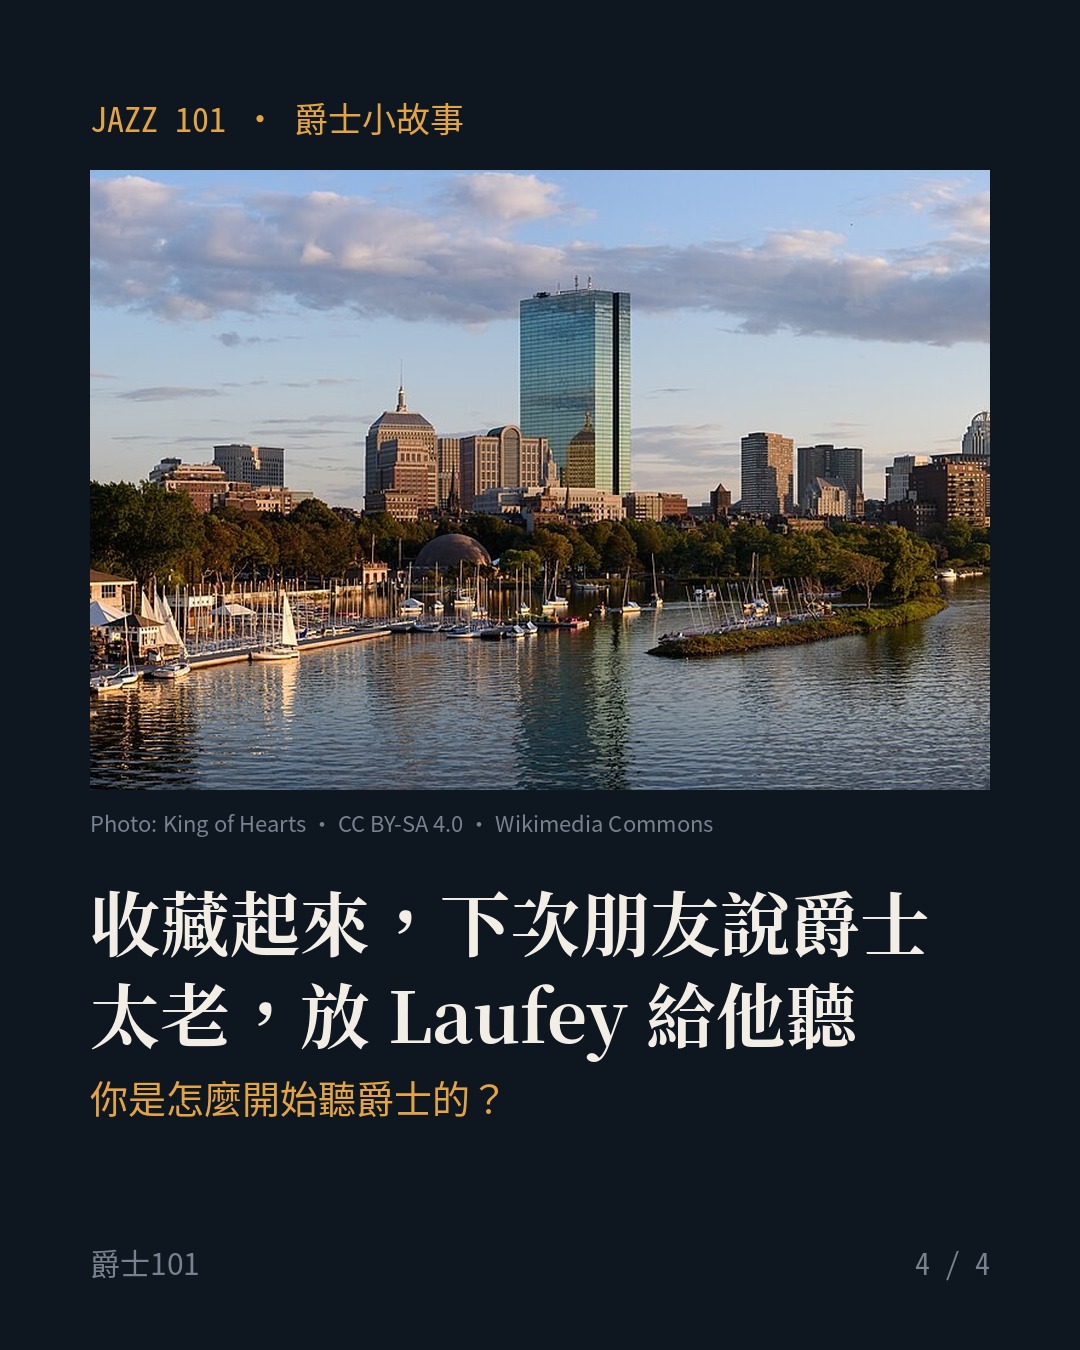 JAZZ 101 • 爵士小故事
Photo: King of Hearts • CC BY-SA 4.0 • Wikimedia Commons
收藏起來，下次朋友說爵士
太老，放 Laufey 給他聽
你是怎麼開始聽爵士的？
爵士101
4 / 4